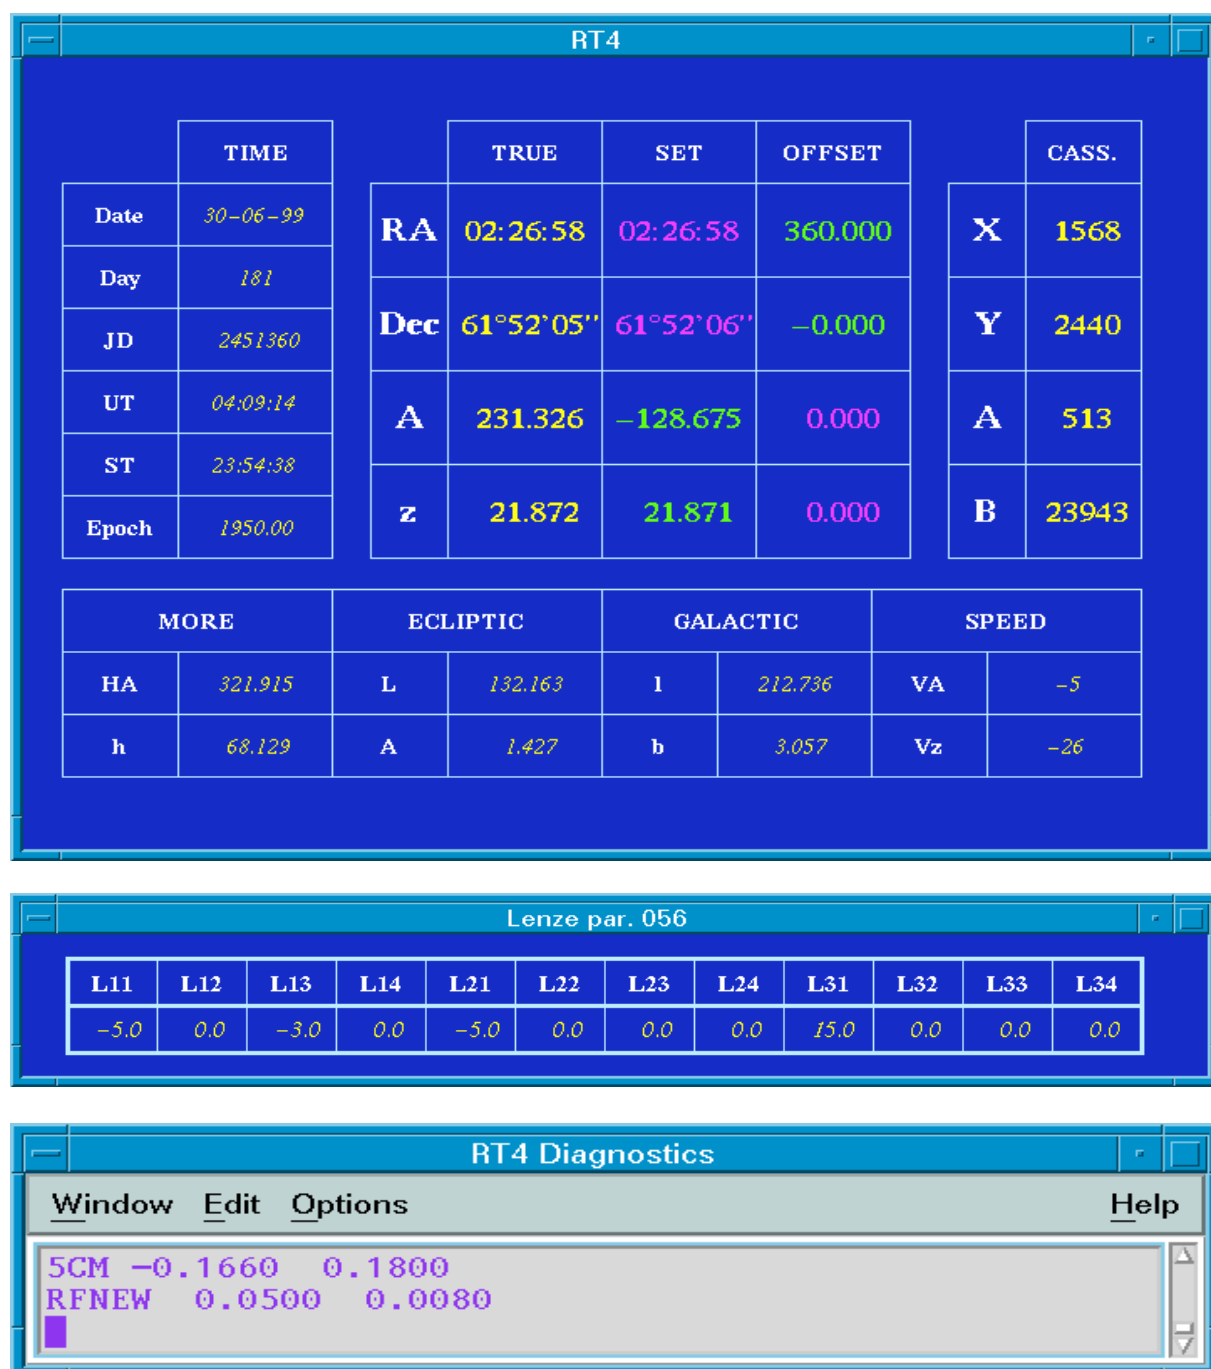 RT4
TIME
Date 30-06-99
Day 181
JD 2451360
UT 04:09:14
ST 23:54:38
Epoch 1950.00
TRUE SET OFFSET
RA 02:26:58 02:26:58 360.000
Dec 61°52'05'' 61°52'06'' -0.000
A 231.326 -128.675 0.000
z 21.872 21.871 0.000
CASS.
X 1568
Y 2440
A 513
B 23943
MORE ECLIPTIC GALACTIC SPEED
HA 321.915 L 132.163 l 212.736 VA -5
h 68.129 A 1.427 b 3.057 Vz -26
Lenze par. 056
L11 L12 L13 L14 L21 L22 L23 L24 L31 L32 L33 L34
-5.0 0.0 -3.0 0.0 -5.0 0.0 0.0 0.0 15.0 0.0 0.0 0.0
RT4 Diagnostics
Window Edit Options Help
5CM -0.1660 0.1800
RFNEW 0.0500 0.0080